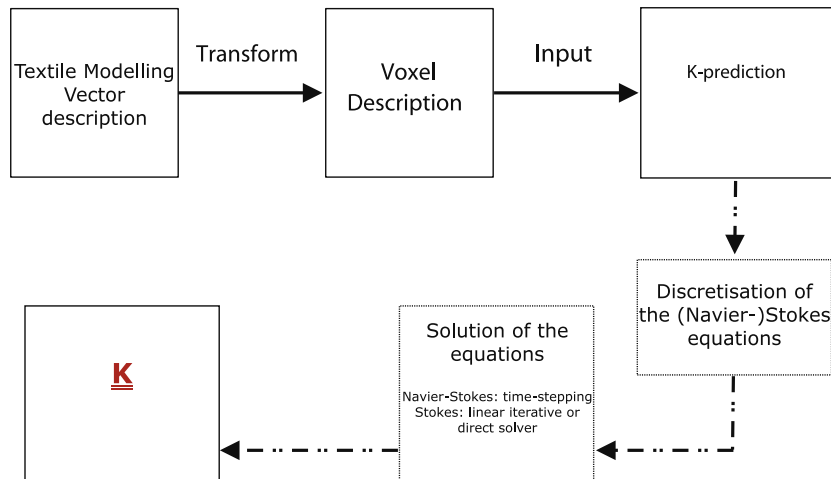 Textile Modelling
Vector
description
Transform
Voxel
Description
Input
K-prediction
Discretisation of
the (Navier-)Stokes
equations
Solution of the
equations
Navier-Stokes: time-stepping
Stokes: linear iterative or
direct solver
K